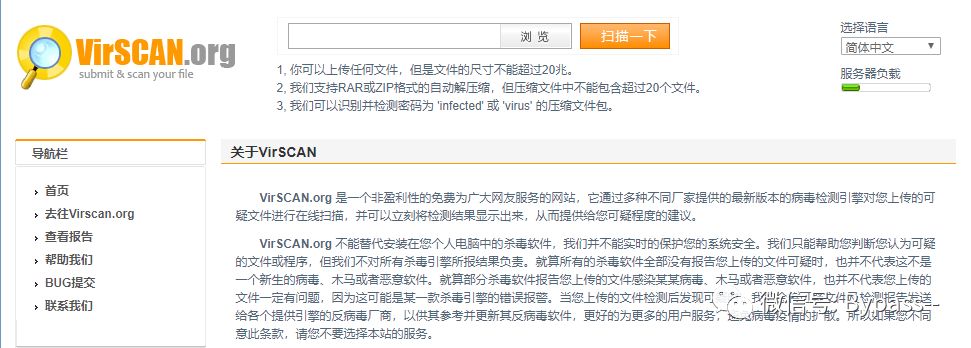 VirSCAN.org
submit & scan your file
浏 览
扫描一下
选择语言
简体中文
服务器负载
1, 你可以上传任何文件，但是文件的尺寸不能超过20兆。
2, 我们支持RAR或ZIP格式的自动解压缩，但压缩文件中不能包含超过20个文件。
3, 我们可以识别并检测密码为 'infected' 或 'virus' 的压缩文件包。
导航栏
首页
去往Virscan.org
查看报告
帮助我们
BUG提交
联系我们
关于VirSCAN
VirSCAN.org 是一个非盈利性的免费为广大网友服务的网站，它通过多种不同厂家提供的最新版本的病毒检测引擎对您上传的可
疑文件进行在线扫描，并可以立刻将检测结果显示出来，从而提供给您可疑程度的建议。
VirSCAN.org 不能替代安装在您个人电脑中的杀毒软件，我们并不能实时的保护您的系统安全。我们只能帮助您判断您认为可疑
的文件或程序，但我们不对所有杀毒引擎所报结果负责。就算所有的杀毒软件全部没有报告您上传的文件可疑时，也并不代表这不是
一个新生的病毒、木马或者恶意软件。就算部分杀毒软件报告您上传的文件感染某某病毒、木马或者恶意软件，也并不代表您上传的
文件一定有问题，因为这可能是某一款杀毒引擎的错误报警。当您上传的文件检测后发现可
检测报告发送
给各个提供引擎的反病毒厂商，以供其参考并更新其反病毒软件，更好的为更多的用户服务，避免病毒疫情的扩散。所以如果您不同
意此条款，请您不要选择本站的服务。
微信号: Bypass--